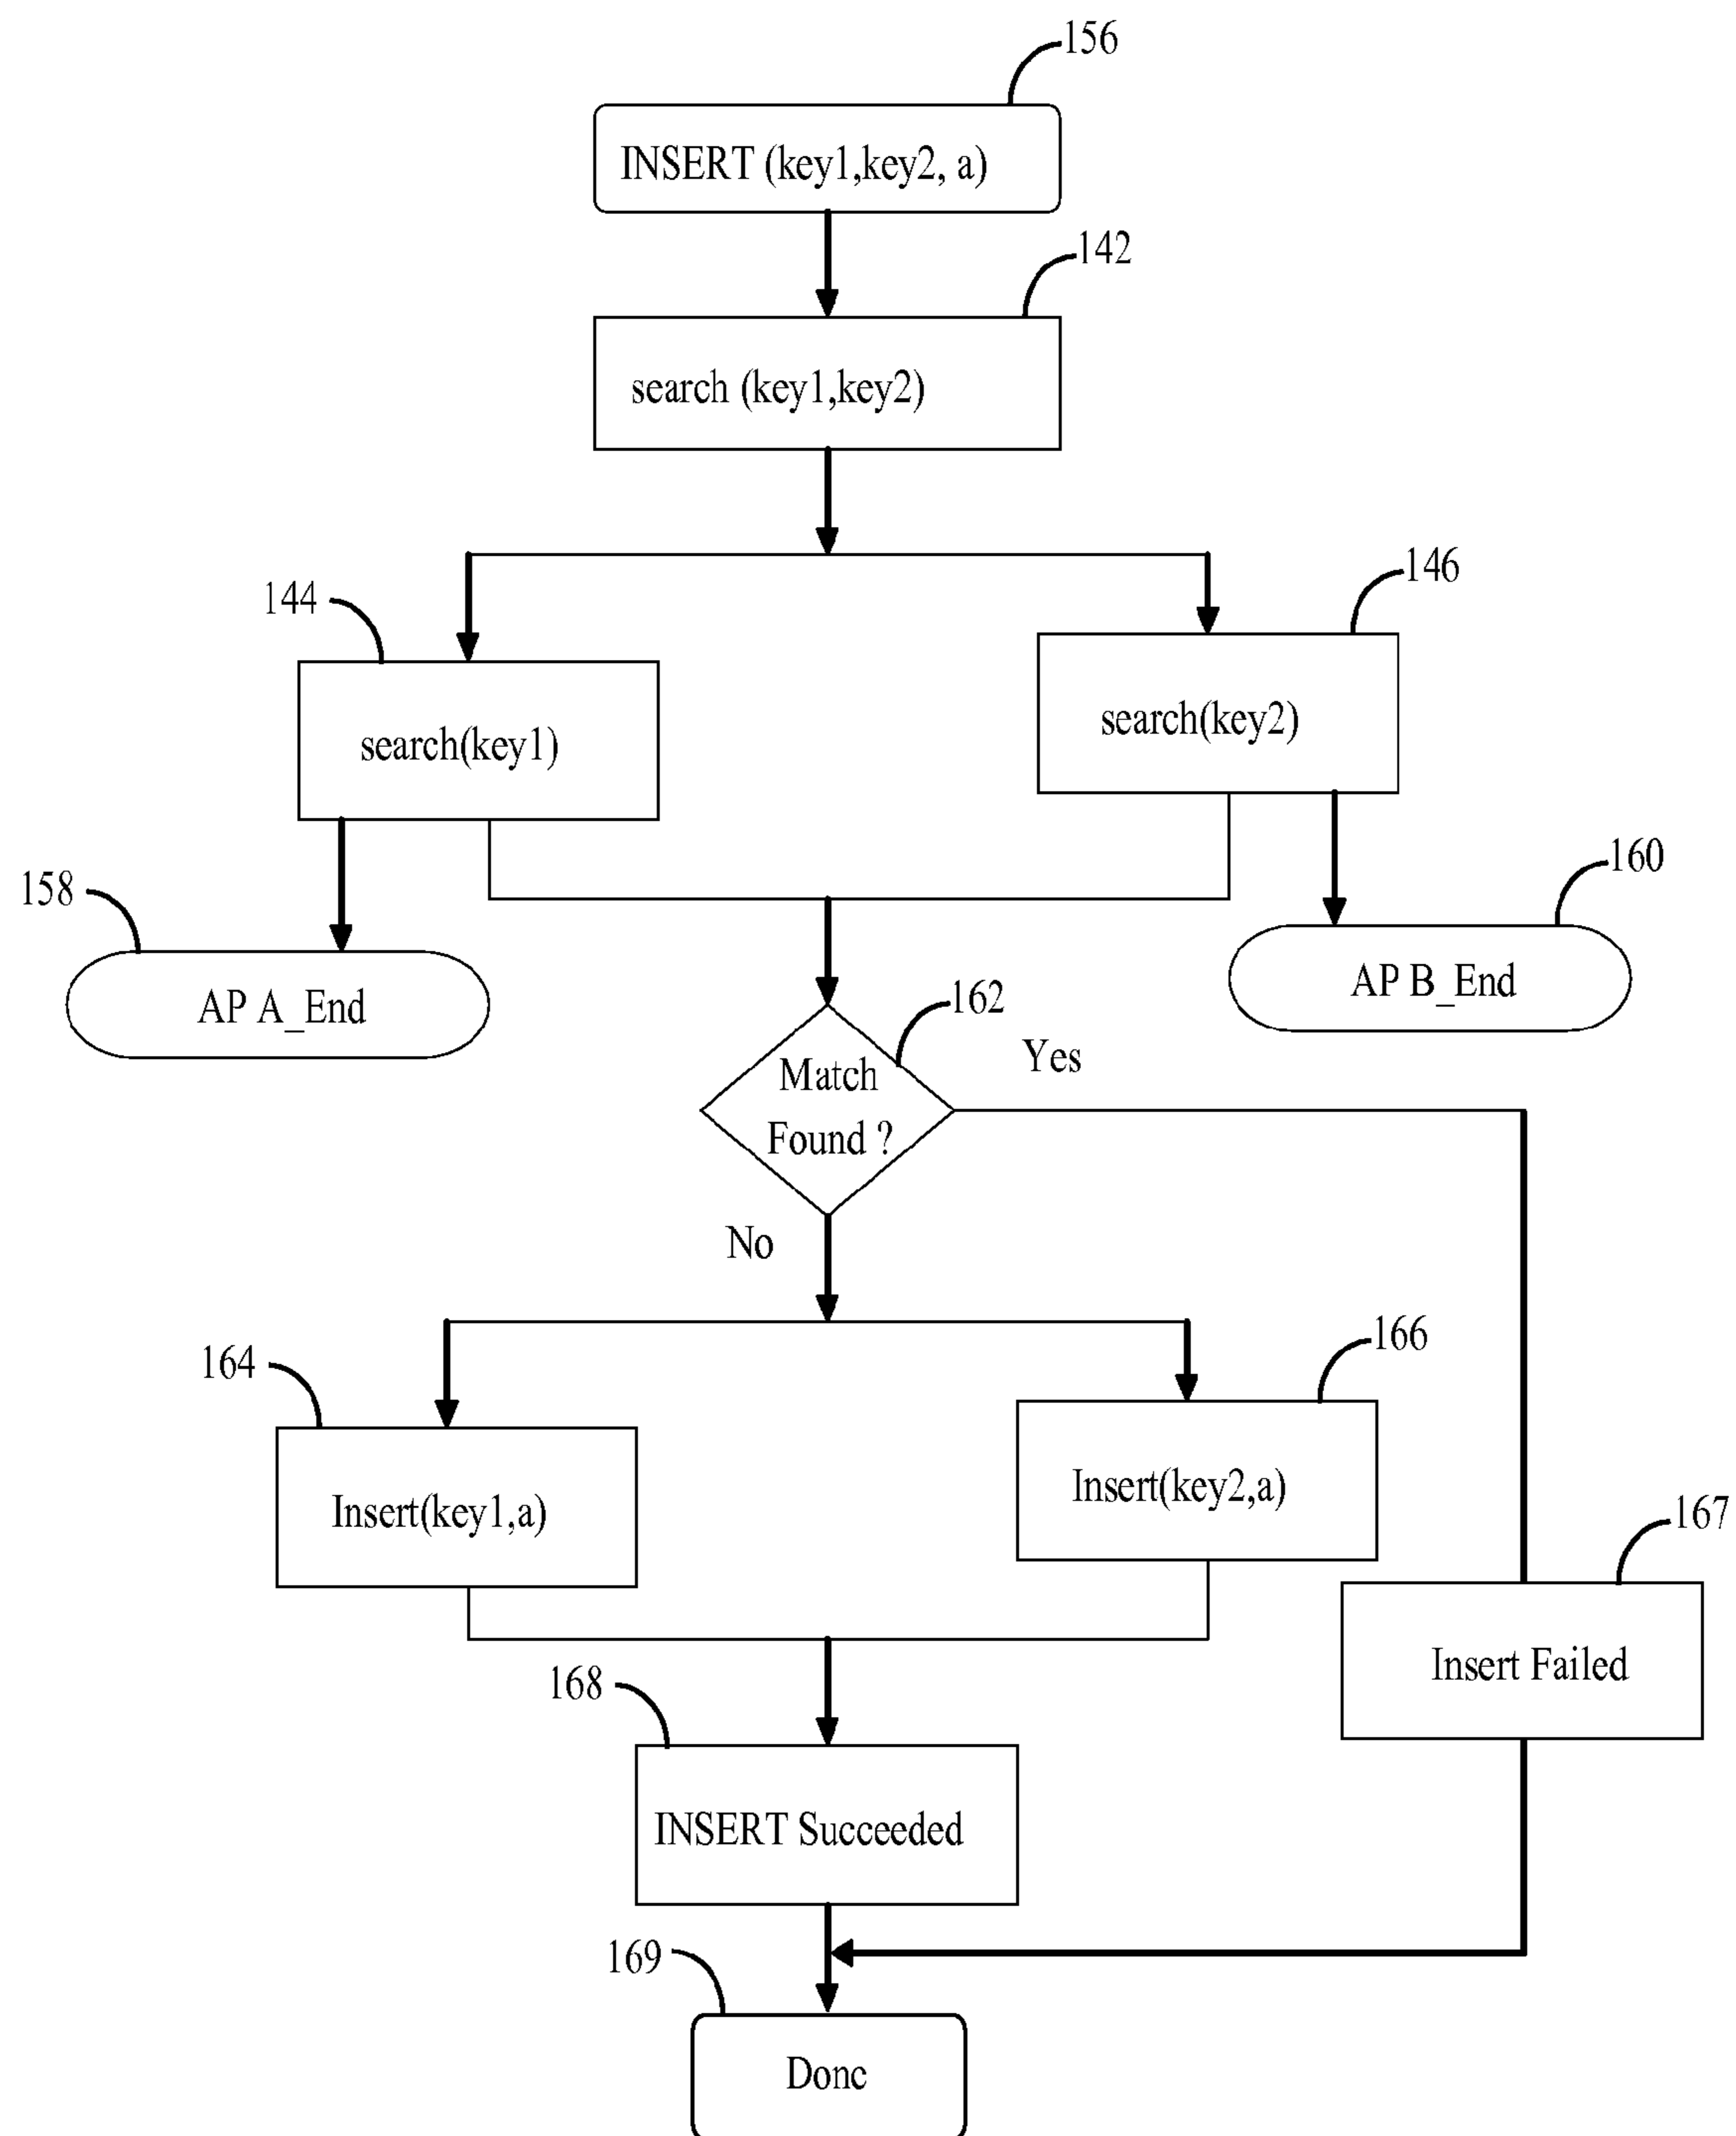 156
INSERT (key1,key2, a)
142
search (key1,key2)
144
146
search(key1)
search(key2)
158
160
AP A_End
AP B_End
162
Match
Found ?
Yes
No
164
166
Insert(key1,a)
Insert(key2,a)
167
Insert Failed
168
INSERT Succeeded
169
Donc